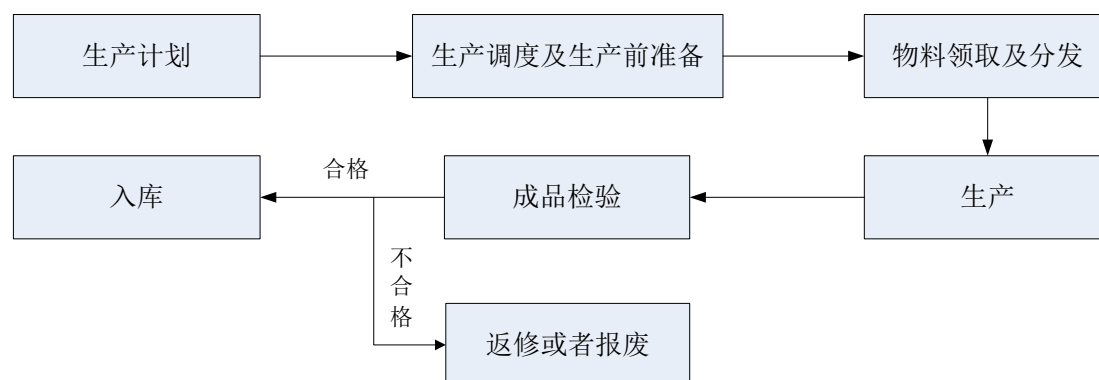 生产计划
生产调度及生产前准备
物料领取及分发
生产
成品检验
合格
入库
不合格
返修或者报废